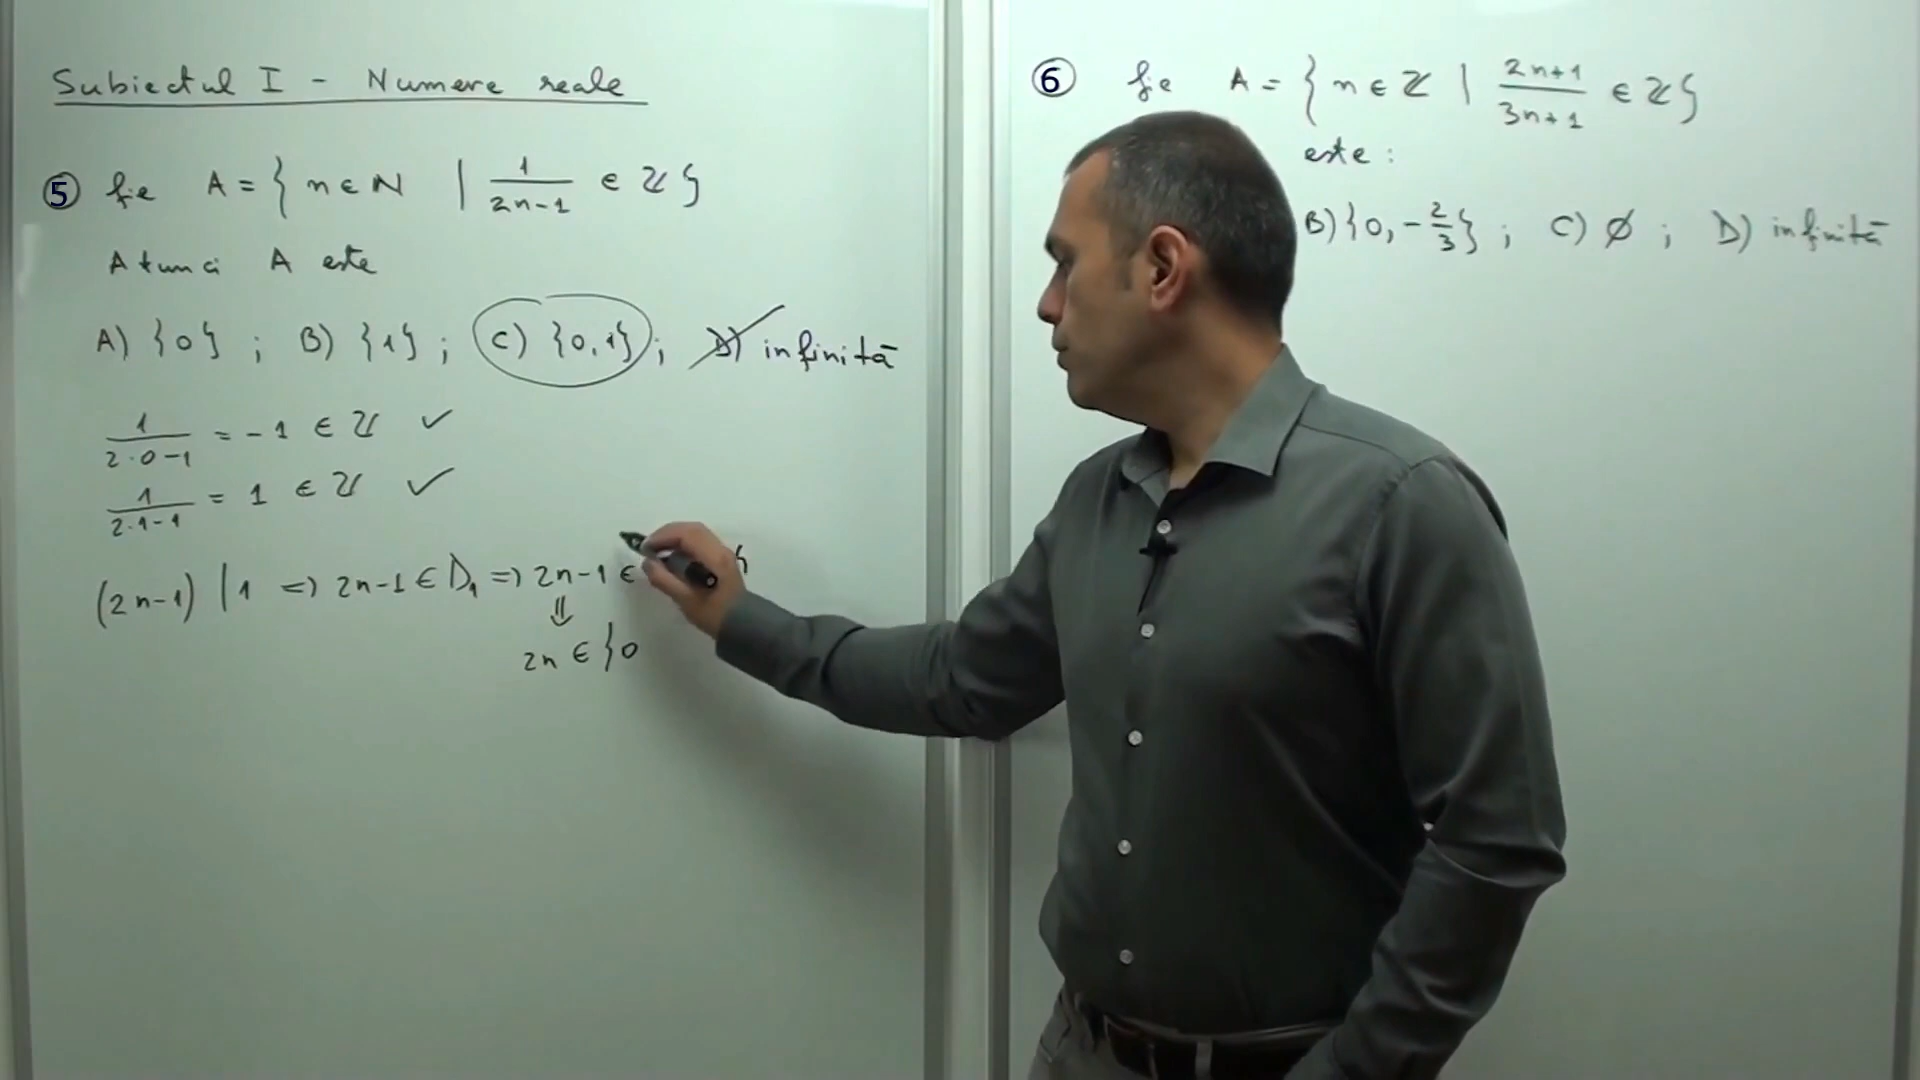 Subiectul I - Numere reale
⑤ fie A = { n ∈ ℕ | 1/(2n-1) ∈ ℤ }
Atunci A este
A) {0} ; B) {1} ; C) {0,1} ; D) infinită
1/(2·0-1) = -1 ∈ ℤ ✓
1/(2·1-1) = 1 ∈ ℤ ✓
(2n-1) | 1 => 2n-1 ∈ D₁ => 2n-1 ∈ }
⇓
2n ∈ {0
⑥ fie A = { n ∈ ℤ | (2n+1)/(3n+1) ∈ ℤ }
este :
B) {0, -2/3} ; C) ∅ ; D) infinită